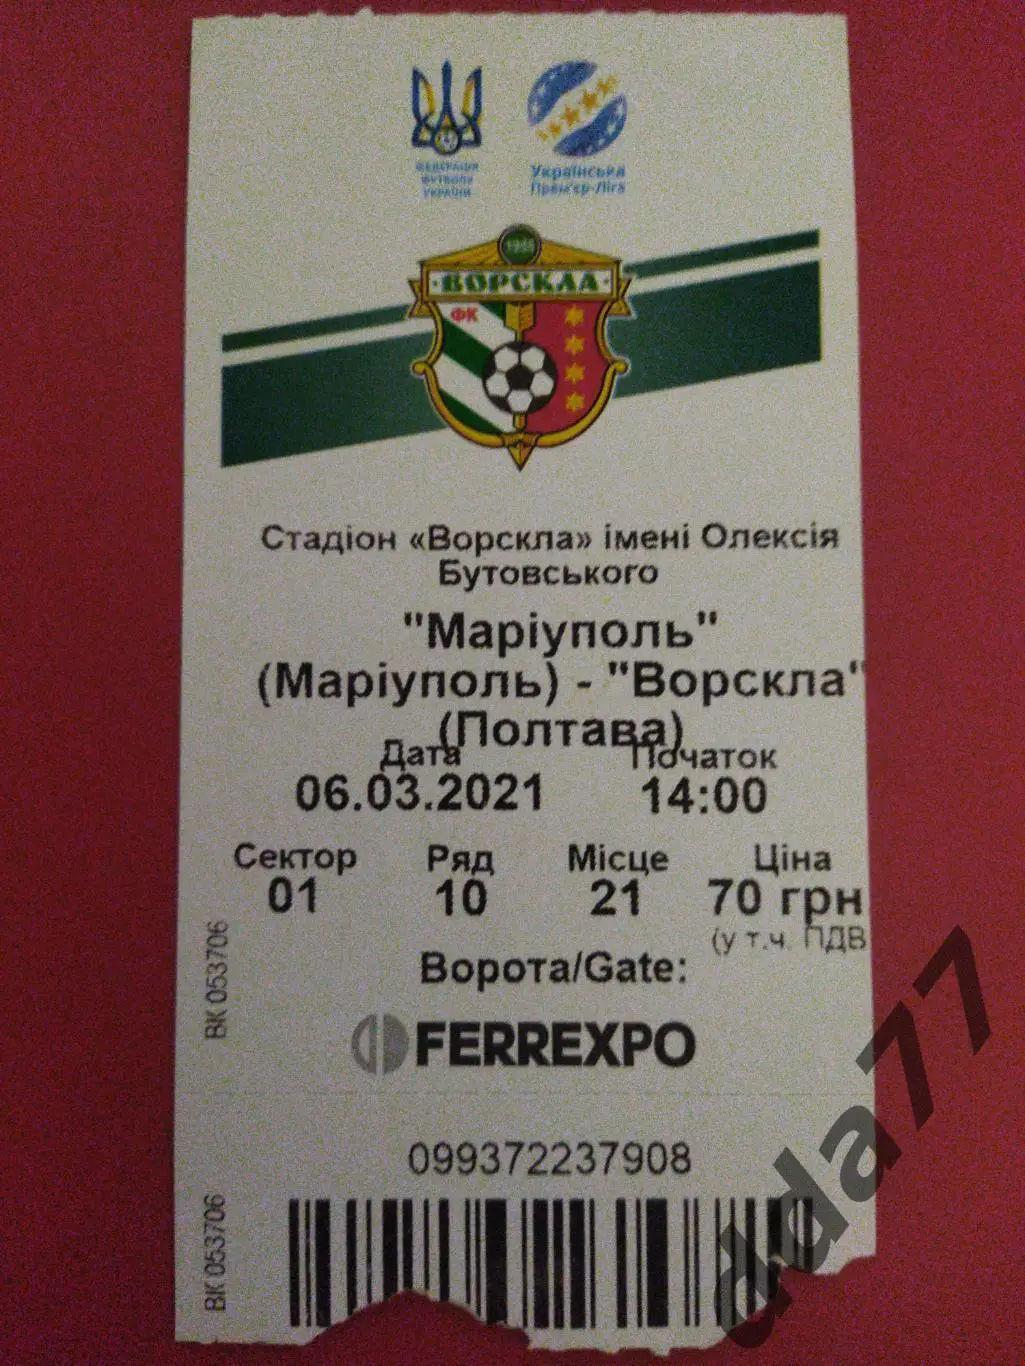 ФЕДЕРАЦІЯ
ФУТБОЛУ
УКРАЇНИ
Українська
Прем'єр-Ліга
1955
·ВОРСКЛА·
ФК
Стадіон «Ворскла» імені Олексія
Бутовського
"Маріуполь"
(Маріуполь) - "Ворскла"
(Полтава)
Дата
Початок
06.03.2021
14:00
Сектор Ряд Місце Ціна
01 10 21 70 грн
(у т.ч. ПДВ
Ворота/Gate:
FERREXPO
ВК 053706
099372237908
ВК 053706
dda77